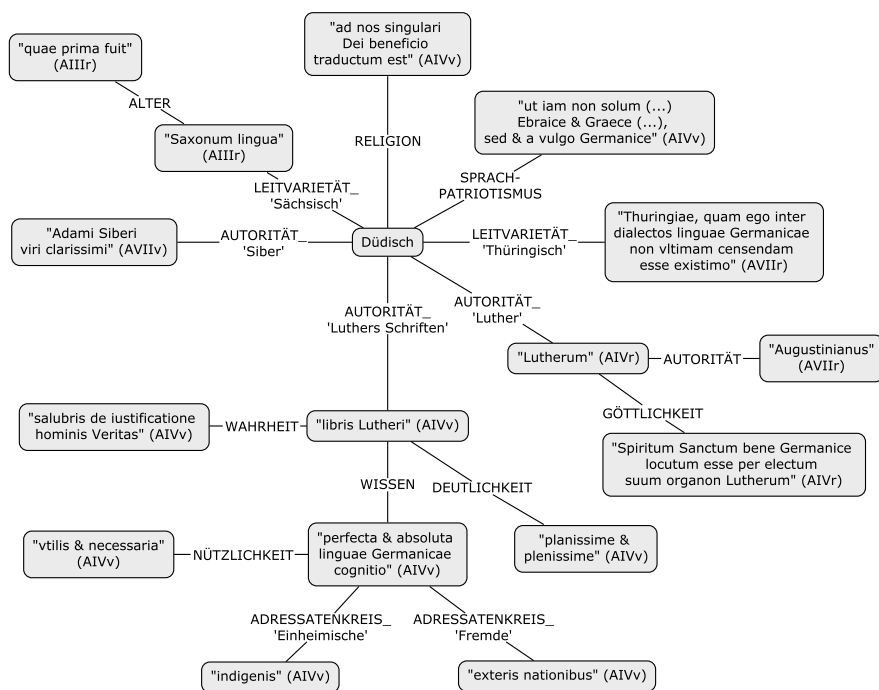 "ad nos singulari
Dei beneficio
traductum est" (AIVv)
"quae prima fuit"
(AIIIr)
ALTER
"Saxonum lingua"
(AIIIr)
RELIGION
"ut iam non solum (...)
Ebraice & Graece (...),
sed & a vulgo Germanice" (AIVv)
SPRACH-
PATRIOTISMUS
LEITVARIETÄT_
'Sächsisch'
"Adami Siberi
viri clarissimi" (AVIIv)
AUTORITÄT_
'Siber'
Düdisch
LEITVARIETÄT_
'Thüringisch'
"Thuringiae, quam ego inter
dialectos linguae Germanicae
non vltimam censendam
esse existimo" (AVIIr)
AUTORITÄT_
'Luthers Schriften'
AUTORITÄT_
'Luther'
"Lutherum" (AIVr)
AUTORITÄT
"Augustinianus"
(AVIIr)
GÖTTLICHKEIT
"Spiritum Sanctum bene Germanice
locutum esse per electum
suum organon Lutherum" (AIVr)
"salubris de iustificatione
hominis Veritas" (AIVv)
WAHRHEIT
"libris Lutheri" (AIVv)
WISSEN
DEUTLICHKEIT
"planissime &
plenissime" (AIVv)
"vtilis & necessaria"
(AIVv)
NÜTZLICHKEIT
"perfecta & absoluta
linguae Germanicae
cognitio" (AIVv)
ADRESSATENKREIS_
'Einheimische'
ADRESSATENKREIS_
'Fremde'
"indigenis" (AIVv)
"exteris nationibus" (AIVv)